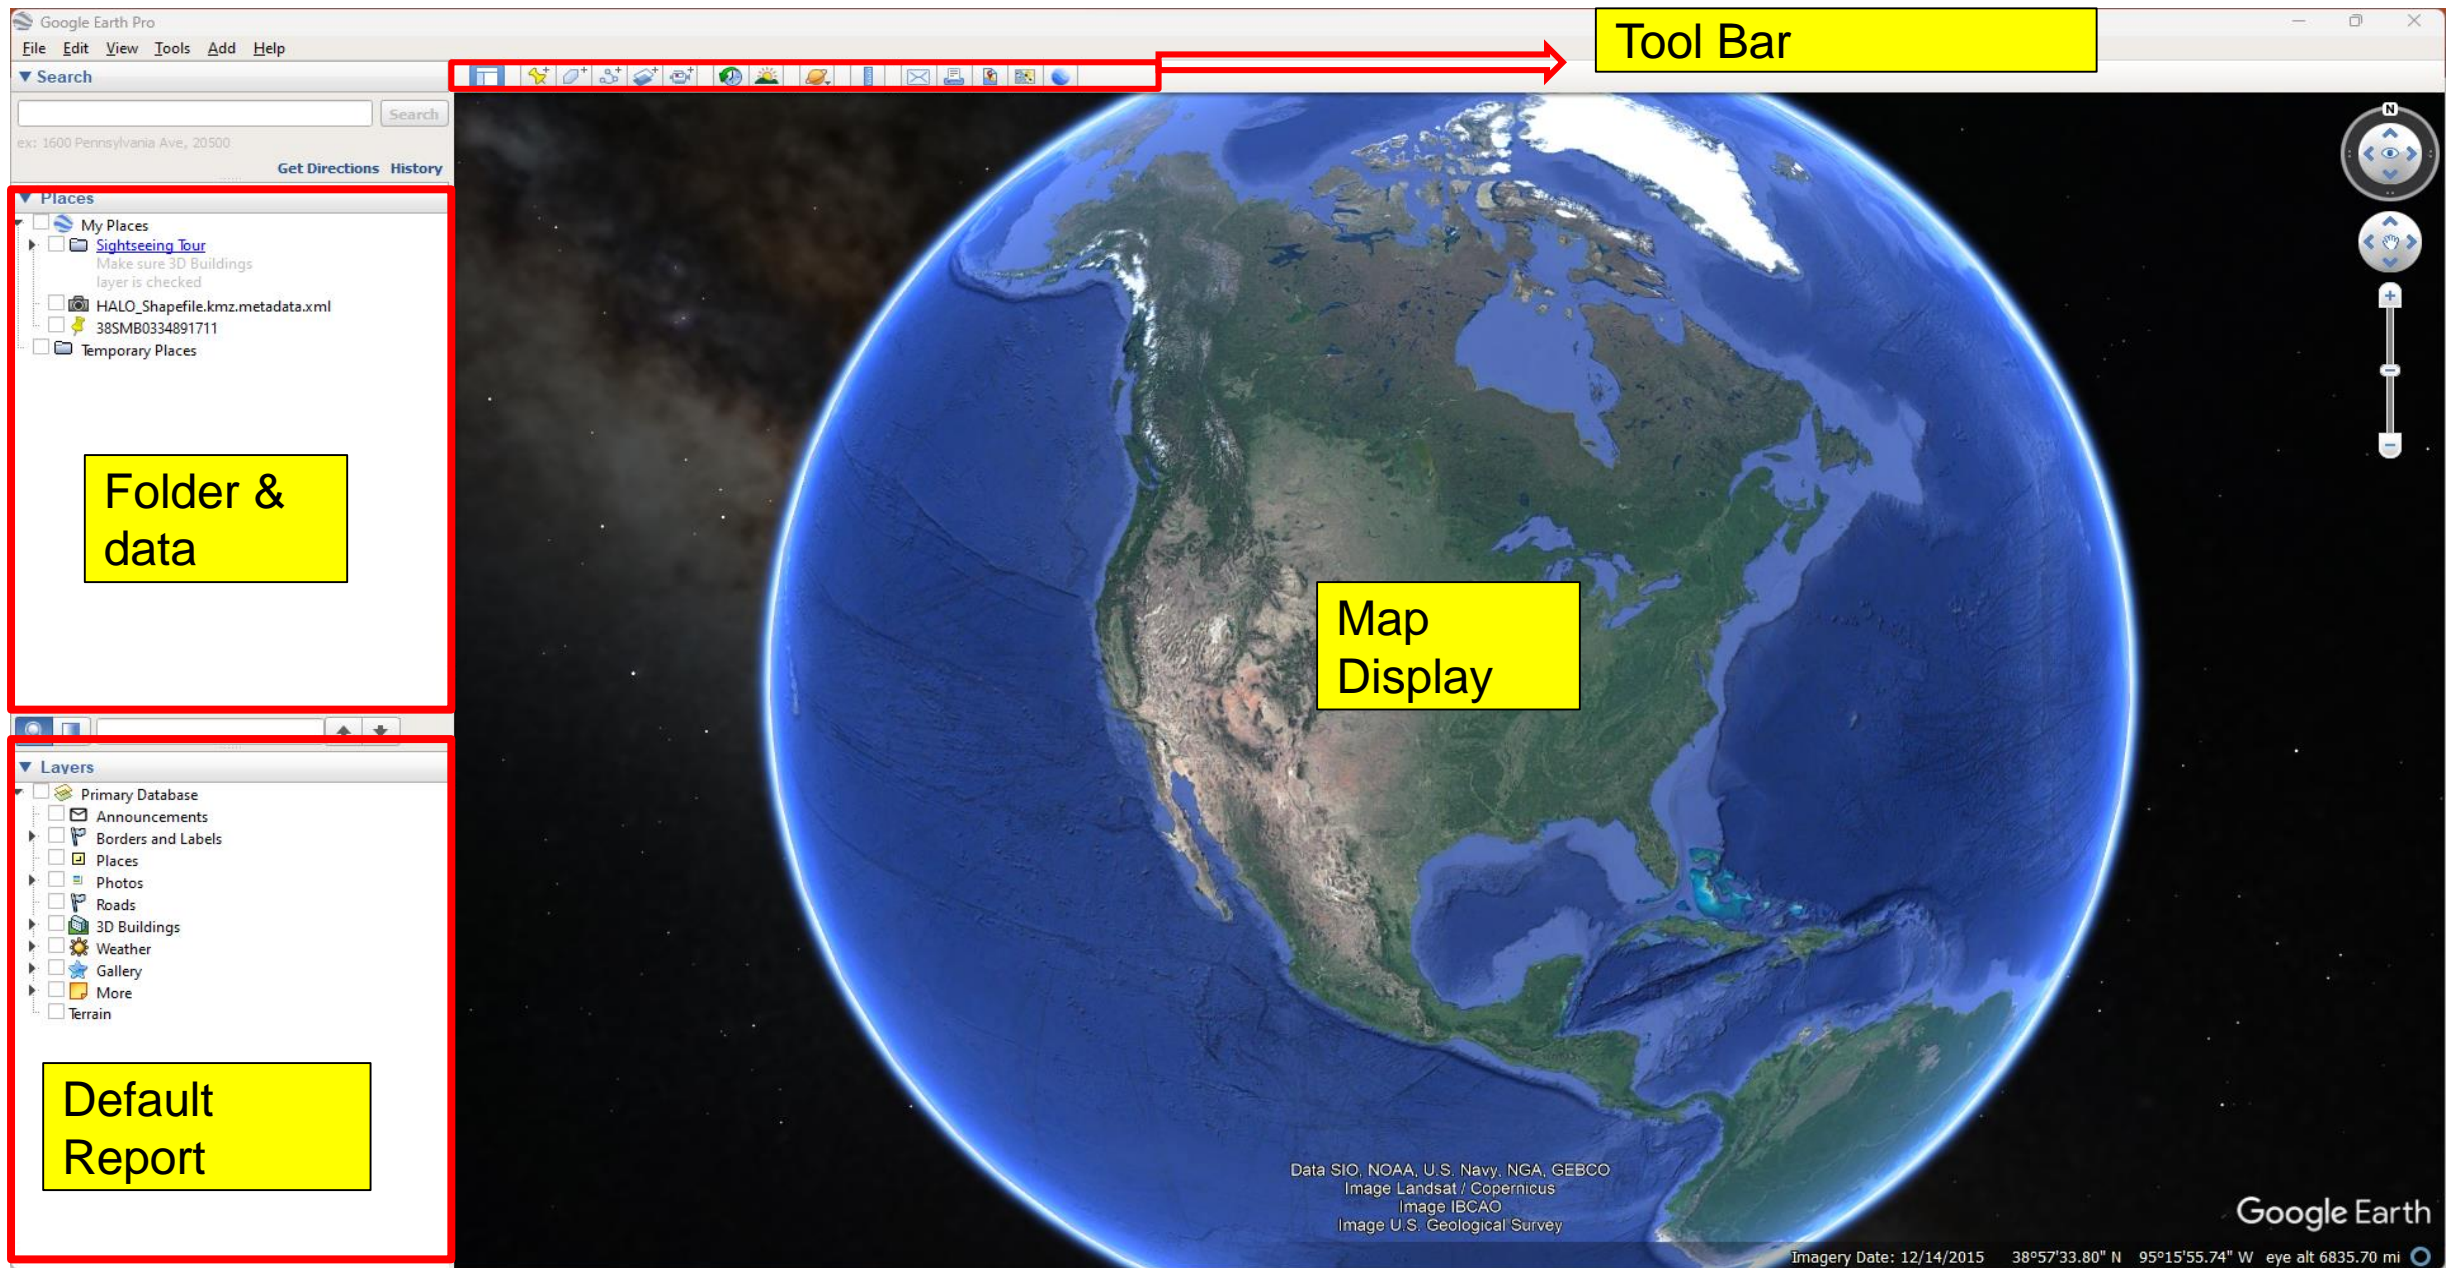 Google Earth Pro
File Edit View Tools Add Help
Tool Bar
Search
Search
ex: 1600 Pennsylvania Ave, 20500
Get Directions History
Places
My Places
Sightseeing Tour
Make sure 3D Buildings
layer is checked
HALO_Shapefile.kmz.metadata.xml
38SMB0334891711
Temporary Places
Folder &
data
Layers
Primary Database
Announcements
Borders and Labels
Places
Photos
Roads
3D Buildings
Weather
Gallery
More
Terrain
Default
Report
N
Map
Display
Data SIO, NOAA, U.S. Navy, NGA, GEBCO
Image Landsat / Copernicus
Image IBCAO
Image U.S. Geological Survey
Google Earth
Imagery Date: 12/14/2015 38°57'33.80" N 95°15'55.74" W eye alt 6835.70 mi